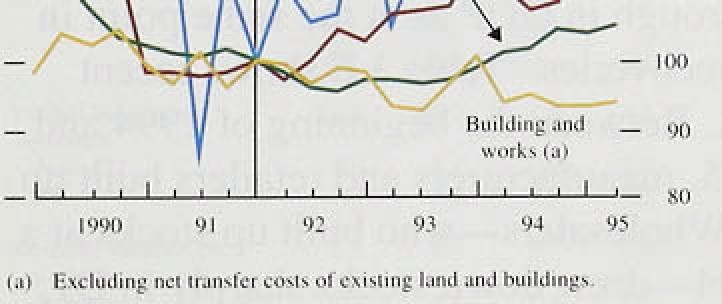 100
Building and
works (a)
90
80
1990 91 92 93 94 95
(a) Excluding net transfer costs of existing land and buildings.